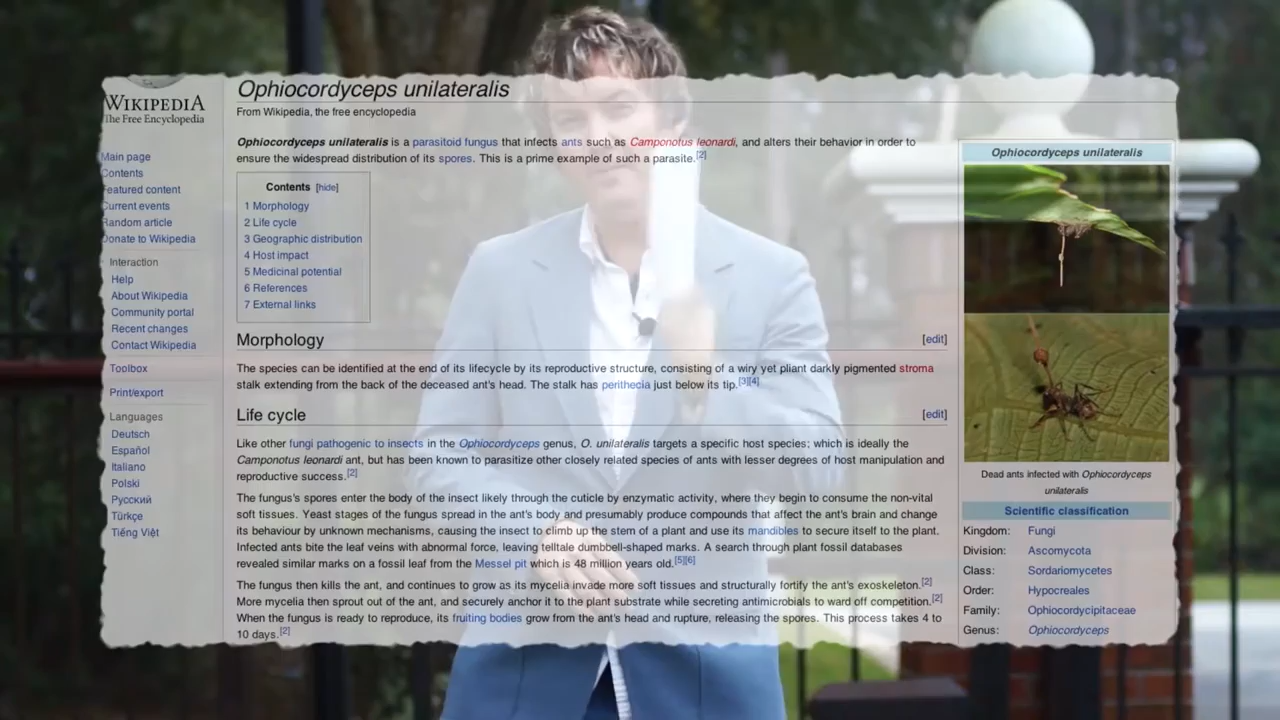 WIKIPEDIA
The Free Encyclopedia
Main page
Contents
Featured content
Current events
Random article
Donate to Wikipedia
Interaction
Help
About Wikipedia
Community portal
Recent changes
Contact Wikipedia
Toolbox
Print/export
Languages
Deutsch
Español
Italiano
Polski
Русский
Türkçe
Tiếng Việt
Ophiocordyceps unilateralis
From Wikipedia, the free encyclopedia
Ophiocordyceps unilateralis is a parasitoid fungus that infects ants such as Camponotus leonardi, and alters their behavior in order to
ensure the widespread distribution of its spores. This is a prime example of such a parasite.[2]
Contents [hide]
1 Morphology
2 Life cycle
3 Geographic distribution
4 Host impact
5 Medicinal potential
6 References
7 External links
Morphology [edit]
The species can be identified at the end of its lifecycle by its reproductive structure, consisting of a wiry yet pliant darkly pigmented stroma
stalk extending from the back of the deceased ant's head. The stalk has perithecia just below its tip.[3][4]
Life cycle [edit]
Like other fungi pathogenic to insects in the Ophiocordyceps genus, O. unilateralis targets a specific host species; which is ideally the
Camponotus leonardi ant, but has been known to parasitize other closely related species of ants with lesser degrees of host manipulation and
reproductive success.[2]
The fungus's spores enter the body of the insect likely through the cuticle by enzymatic activity, where they begin to consume the non-vital
soft tissues. Yeast stages of the fungus spread in the ant's body and presumably produce compounds that affect the ant's brain and change
its behaviour by unknown mechanisms, causing the insect to climb up the stem of a plant and use its mandibles to secure itself to the plant.
Infected ants bite the leaf veins with abnormal force, leaving telltale dumbbell-shaped marks. A search through plant fossil databases
revealed similar marks on a fossil leaf from the Messel pit which is 48 million years old.[5][6]
The fungus then kills the ant, and continues to grow as its mycelia invade more soft tissues and structurally fortify the ant's exoskeleton.[2]
More mycelia then sprout out of the ant, and securely anchor it to the plant substrate while secreting antimicrobials to ward off competition.[2]
When the fungus is ready to reproduce, its fruiting bodies grow from the ant's head and rupture, releasing the spores. This process takes 4 to
10 days.[2]
Ophiocordyceps unilateralis
Dead ants infected with Ophiocordyceps
unilateralis
Scientific classification
Kingdom: Fungi
Division: Ascomycota
Class: Sordariomycetes
Order: Hypocreales
Family: Ophiocordycipitaceae
Genus: Ophiocordyceps